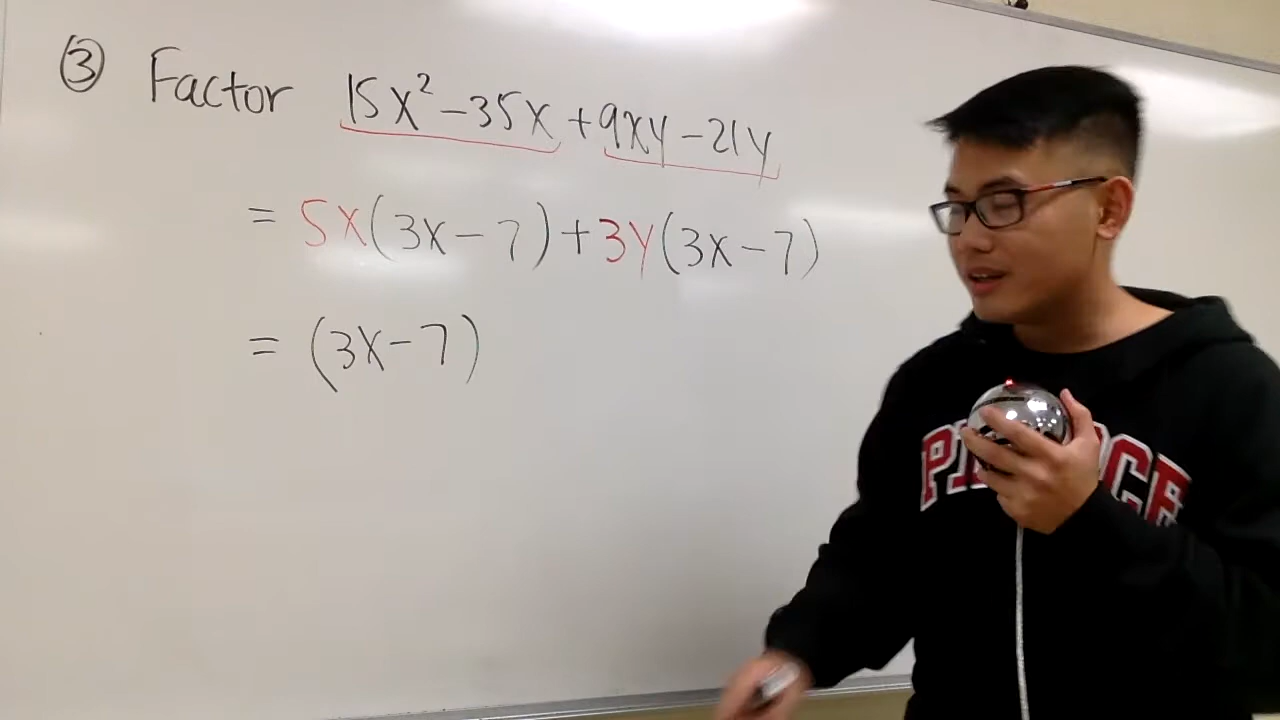 ③ Factor 15x² - 35x + 9xy - 21y
= 5x(3x - 7) + 3y(3x - 7)
= (3x - 7)